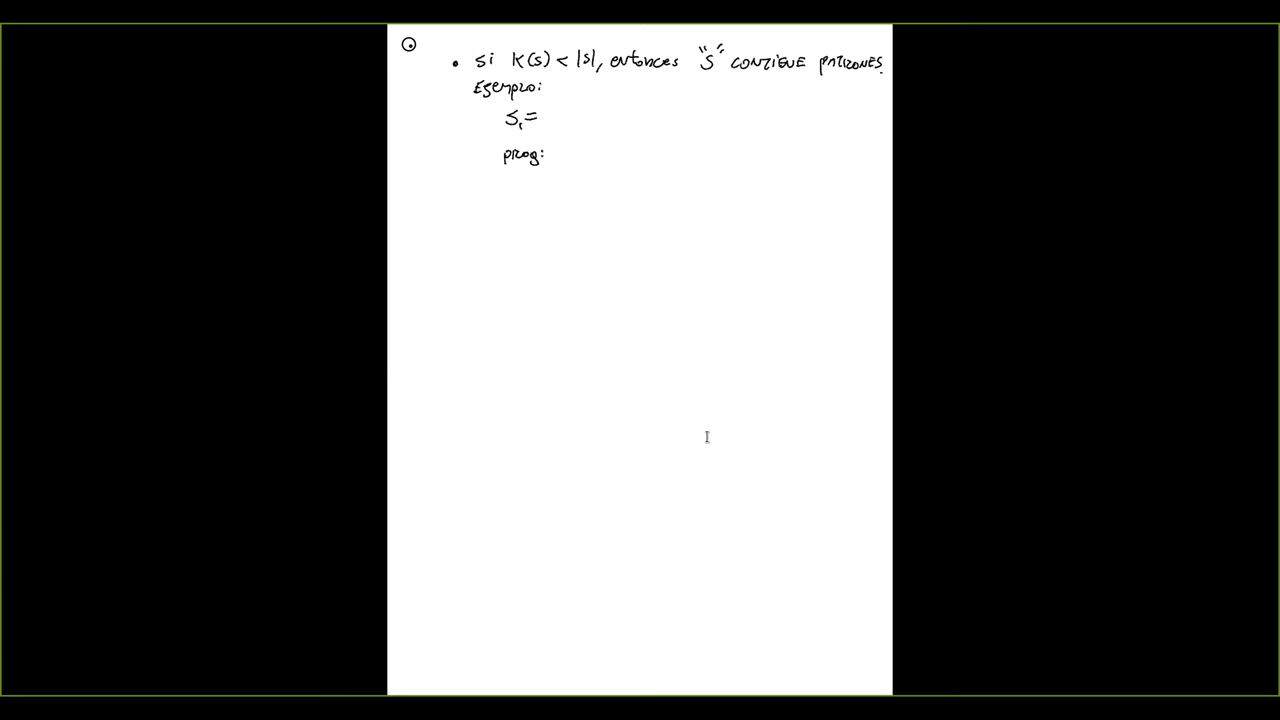 • si K(s) < |s|, entonces "S" CONTIENE PATRONES.
Ejemplo:
S₁=
prog: